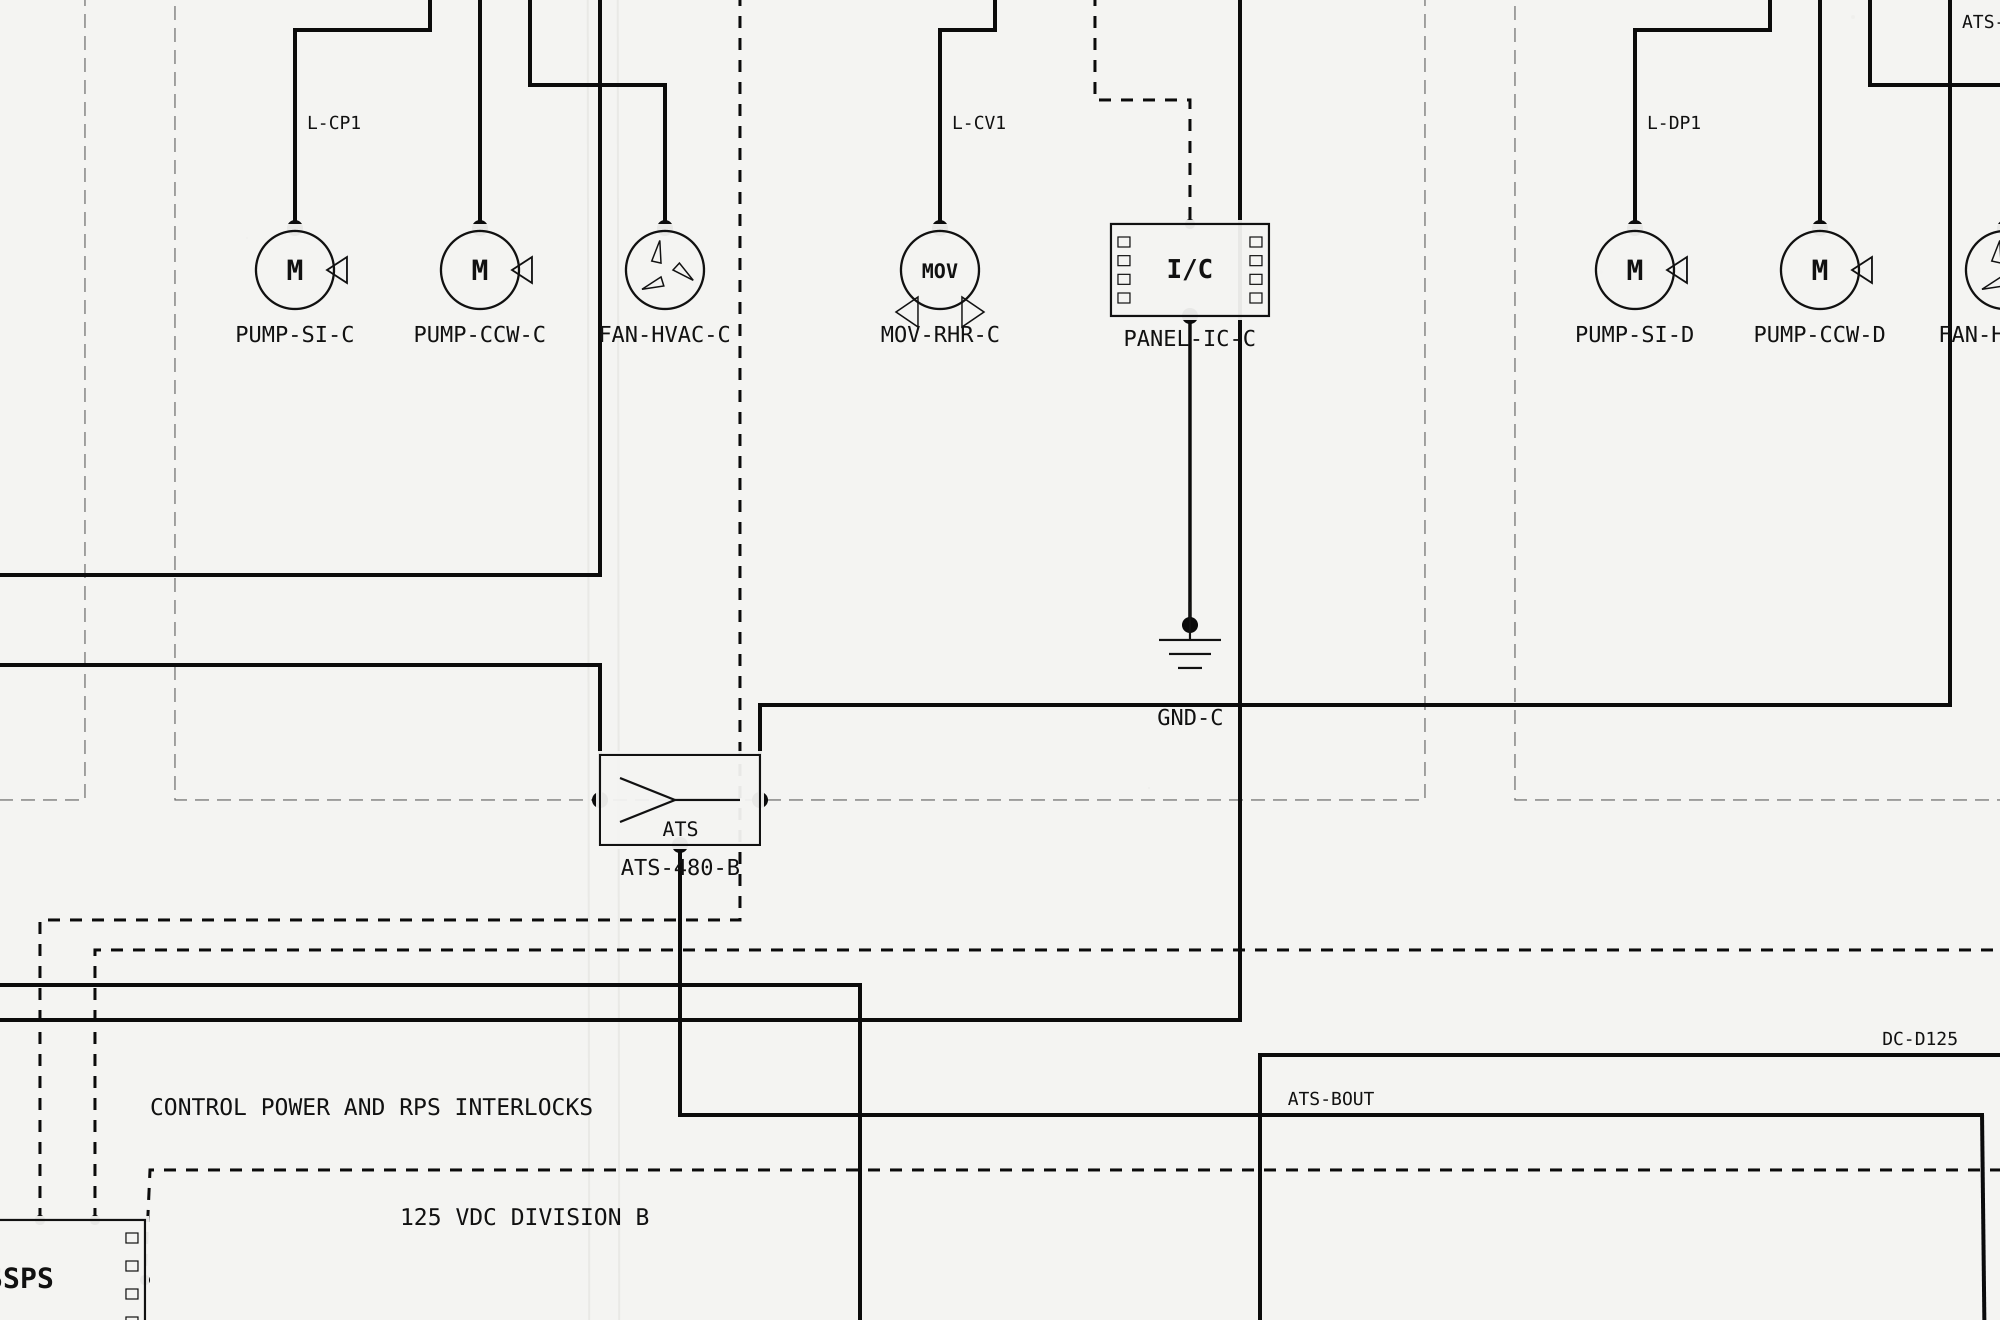 ATS-
L-CP1
L-CV1
L-DP1
M
M
MOV
I/C
M
M
PUMP-SI-C
PUMP-CCW-C
FAN-HVAC-C
MOV-RHR-C
PANEL-IC-C
PUMP-SI-D
PUMP-CCW-D
FAN-H
GND-C
ATS
ATS-480-B
DC-D125
CONTROL POWER AND RPS INTERLOCKS
ATS-BOUT
125 VDC DIVISION B
SPS